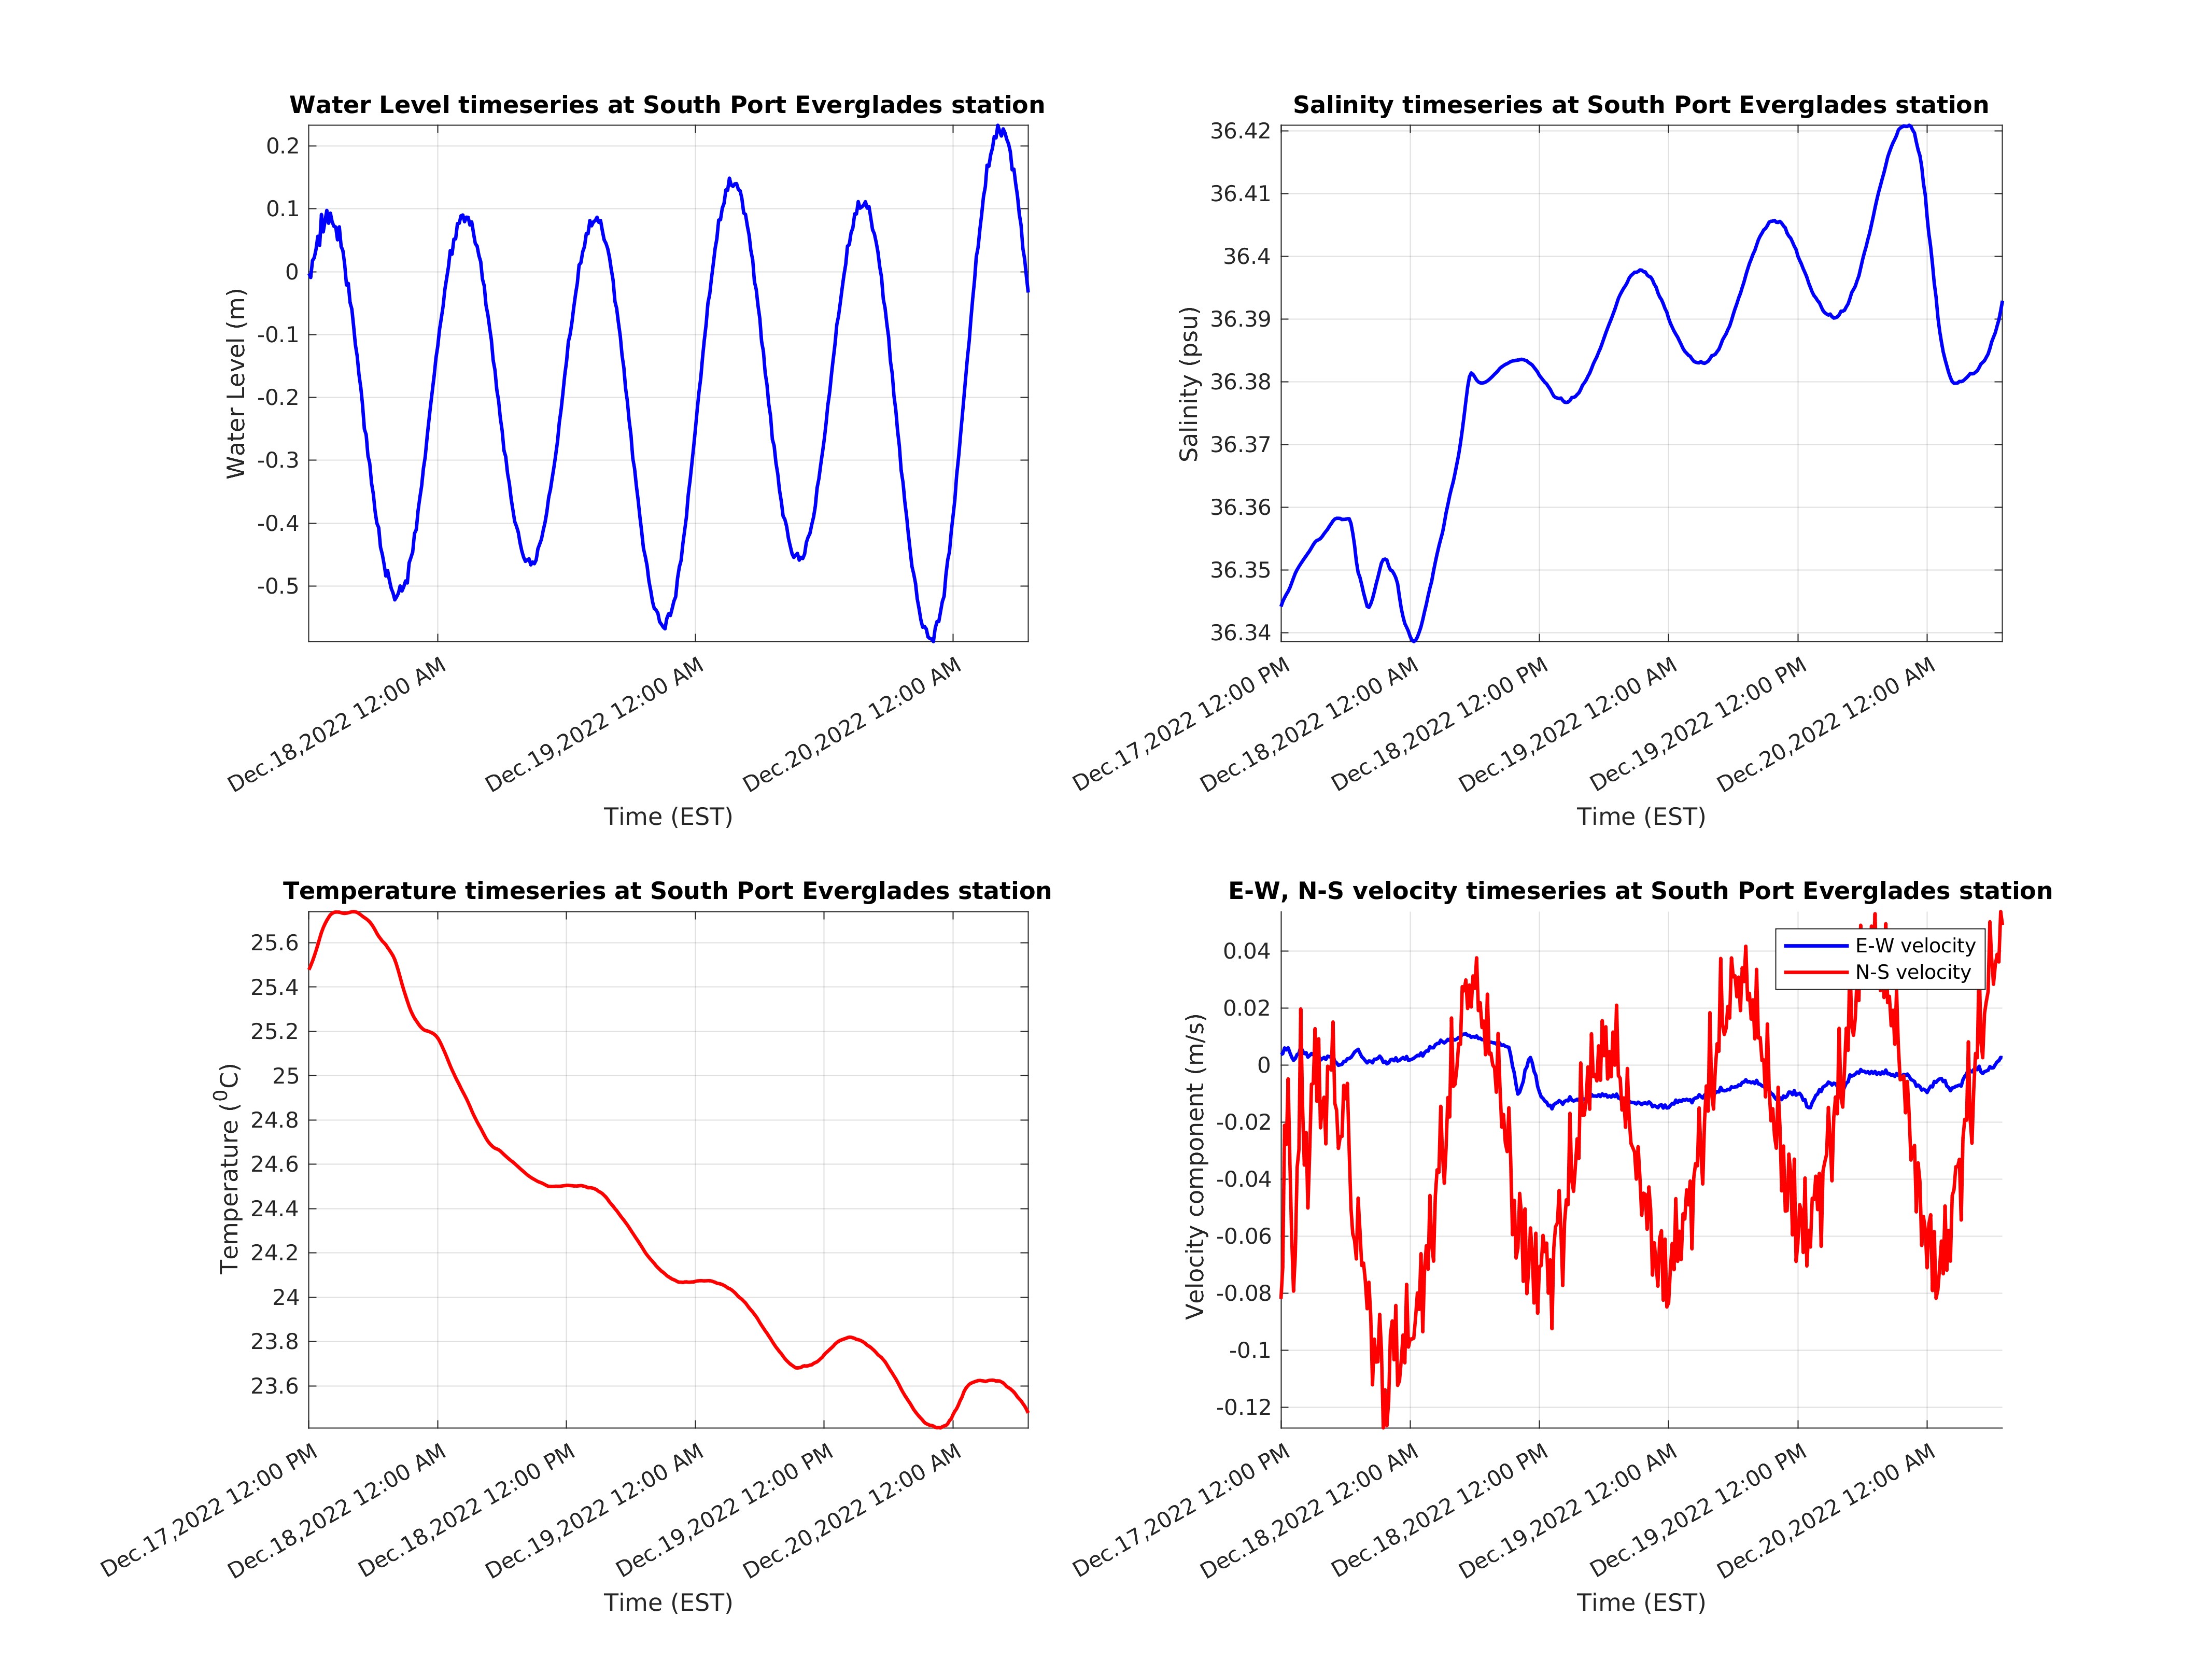 Water Level timeseries at South Port Everglades station
0.2
0.1
0
-0.1
-0.2
-0.3
-0.4
-0.5
Water Level (m)
Dec.18,2022 12:00 AM
Dec.19,2022 12:00 AM
Dec.20,2022 12:00 AM
Time (EST)
Salinity timeseries at South Port Everglades station
36.42
36.41
36.4
36.39
36.38
36.37
36.36
36.35
36.34
Salinity (psu)
Dec.17,2022 12:00 PM
Dec.18,2022 12:00 AM
Dec.18,2022 12:00 PM
Dec.19,2022 12:00 AM
Dec.19,2022 12:00 PM
Dec.20,2022 12:00 AM
Time (EST)
Temperature timeseries at South Port Everglades station
25.6
25.4
25.2
25
24.8
24.6
24.4
24.2
24
23.8
23.6
Temperature (⁰C)
Dec.17,2022 12:00 PM
Dec.18,2022 12:00 AM
Dec.18,2022 12:00 PM
Dec.19,2022 12:00 AM
Dec.19,2022 12:00 PM
Dec.20,2022 12:00 AM
Time (EST)
E-W, N-S velocity timeseries at South Port Everglades station
E-W velocity
N-S velocity
0.04
0.02
0
-0.02
-0.04
-0.06
-0.08
-0.1
-0.12
Velocity component (m/s)
Dec.17,2022 12:00 PM
Dec.18,2022 12:00 AM
Dec.18,2022 12:00 PM
Dec.19,2022 12:00 AM
Dec.19,2022 12:00 PM
Dec.20,2022 12:00 AM
Time (EST)